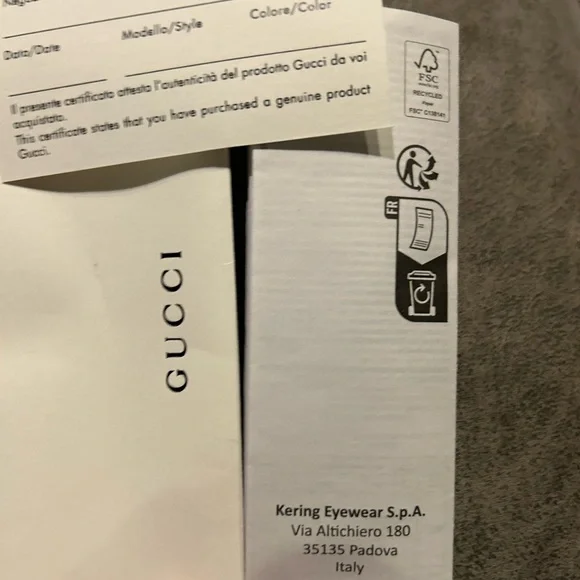 Colore/Color
Modello/Style
Data/Date
Il presente certificato attesta l'autenticità del prodotto Gucci da voi
acquistato.
This certificate states that you have purchased a genuine product
Gucci.
GUCCI
FSC
RECYCLED
Paper
FR
Kering Eyewear S.p.A.
Via Altichiero 180
35135 Padova
Italy